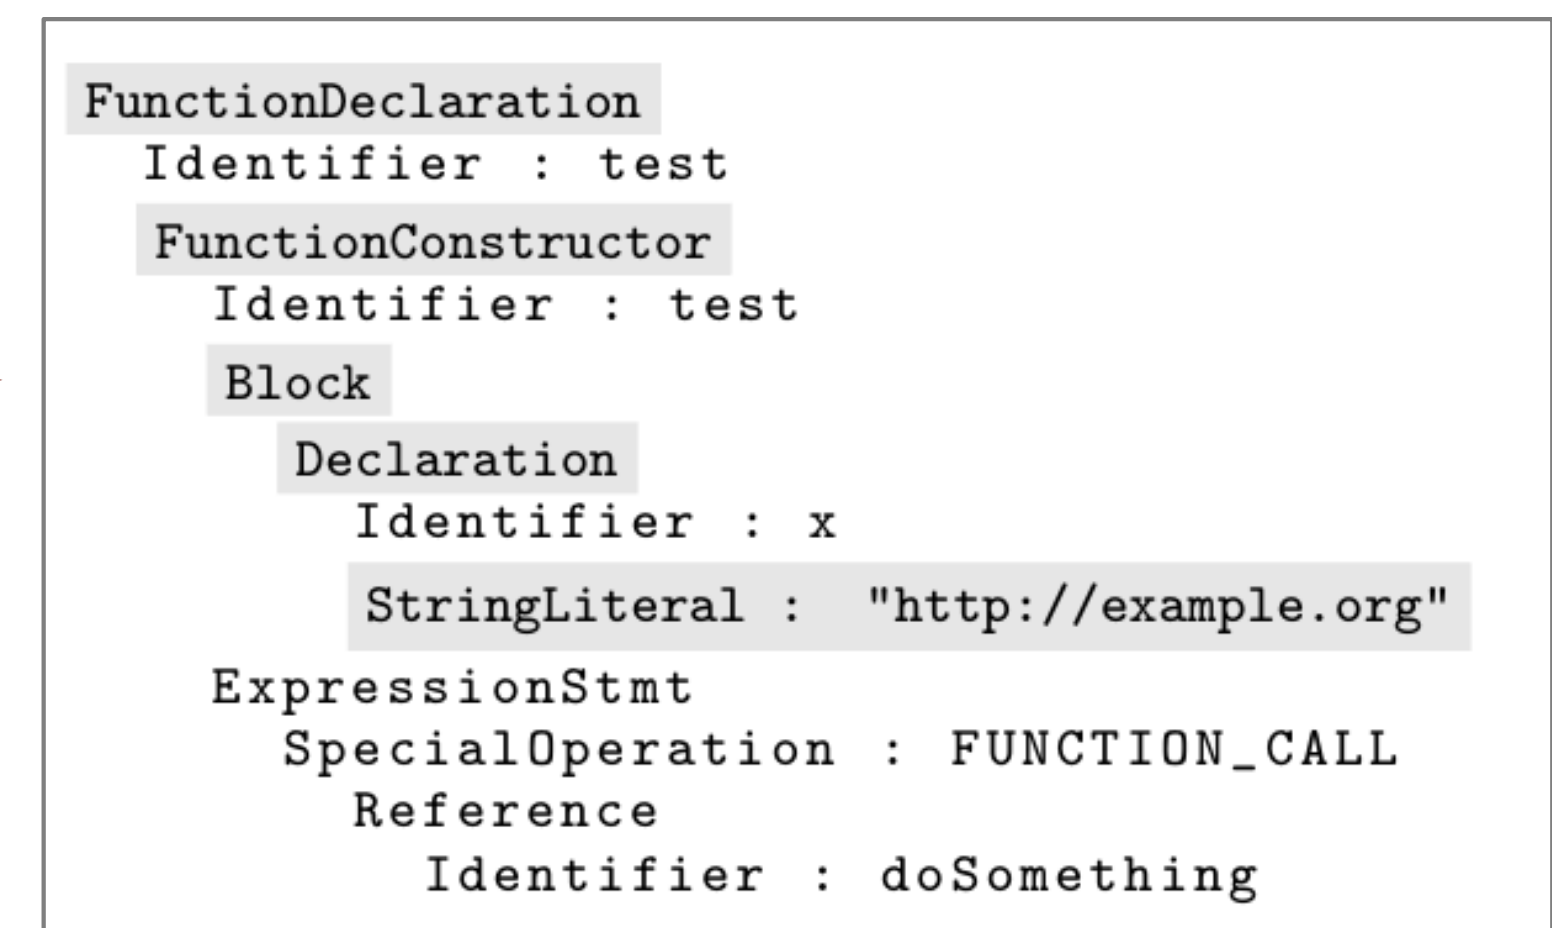 FunctionDeclaration
Identifier : test
FunctionConstructor
Identifier : test
Block
Declaration
Identifier : x
StringLiteral : "http://example.org"
ExpressionStmt
SpecialOperation : FUNCTION_CALL
Reference
Identifier : doSomething